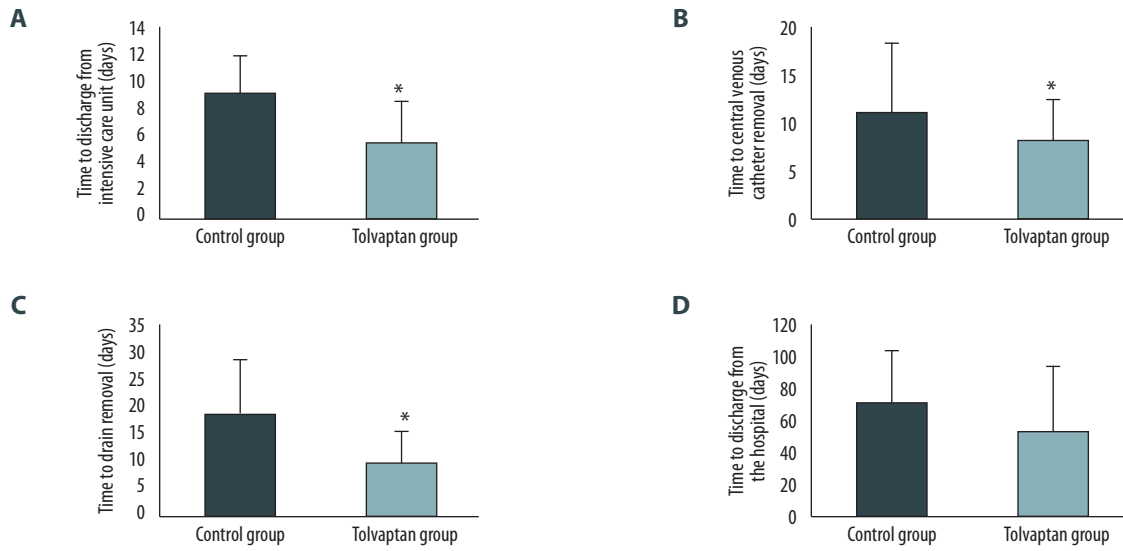 A
Time to discharge from
intensive care unit (days)
14
12
10
8
6
4
2
0
*
Control group
Tolvaptan group
B
Time to central venous
catheter removal (days)
20
15
10
5
0
*
Control group
Tolvaptan group
C
Time to drain removal (days)
35
30
25
20
15
10
5
0
*
Control group
Tolvaptan group
D
Time to discharge from
the hospital (days)
120
100
80
60
40
20
0
Control group
Tolvaptan group